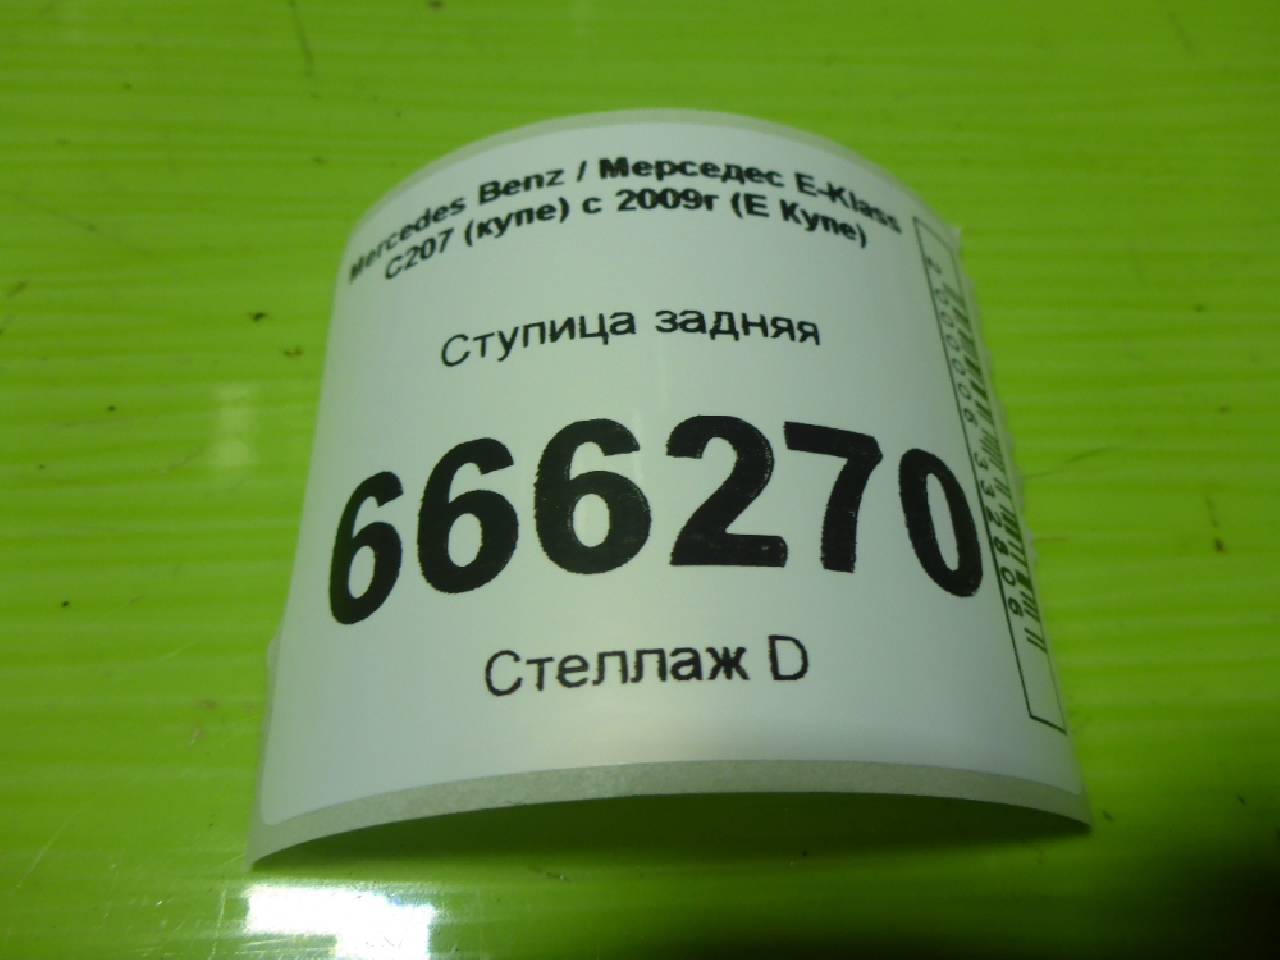 Mercedes Benz / Мерседес E-Klass
C207 (купе) с 2009г (Е Купе)
Ступица задняя
666270
Стеллаж D